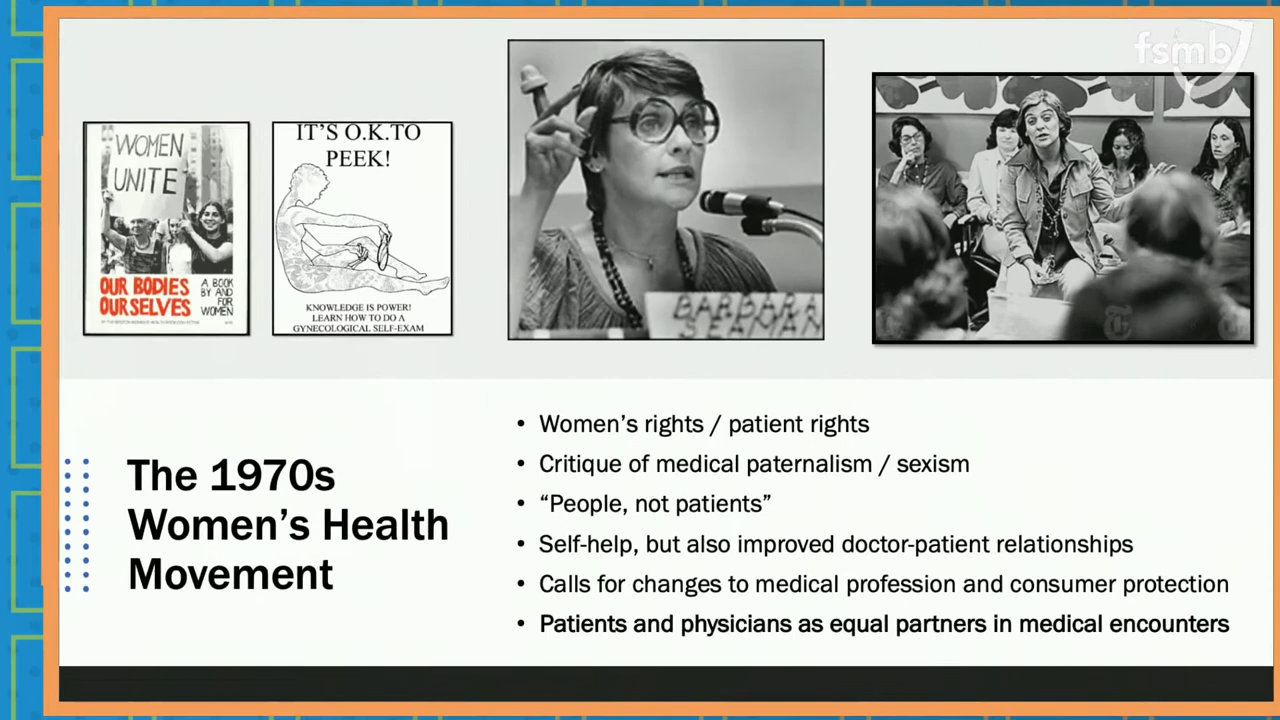 fsmb
WOMEN
UNITE
OUR BODIES
OURSELVES
A BOOK
BY AND
FOR
WOMEN
IT'S O.K.TO
PEEK!
KNOWLEDGE IS POWER!
LEARN HOW TO DO A
GYNECOLOGICAL SELF-EXAM
BARBARA
SEAMAN
The 1970s
Women’s Health
Movement
• Women’s rights / patient rights
• Critique of medical paternalism / sexism
• “People, not patients”
• Self-help, but also improved doctor-patient relationships
• Calls for changes to medical profession and consumer protection
• Patients and physicians as equal partners in medical encounters